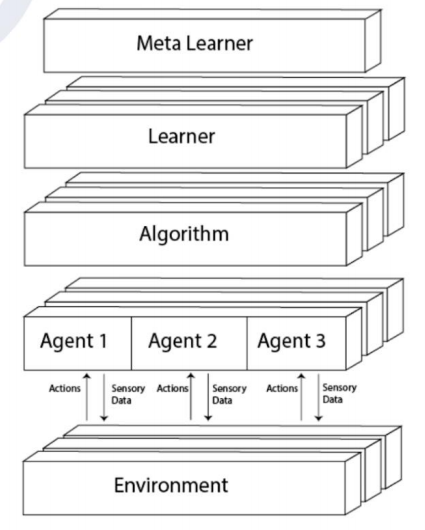 Meta Learner
Learner
Algorithm
Agent 1 Agent 2 Agent 3
Actions Sensory Actions Sensory Actions Sensory
Data Data Data
Environment